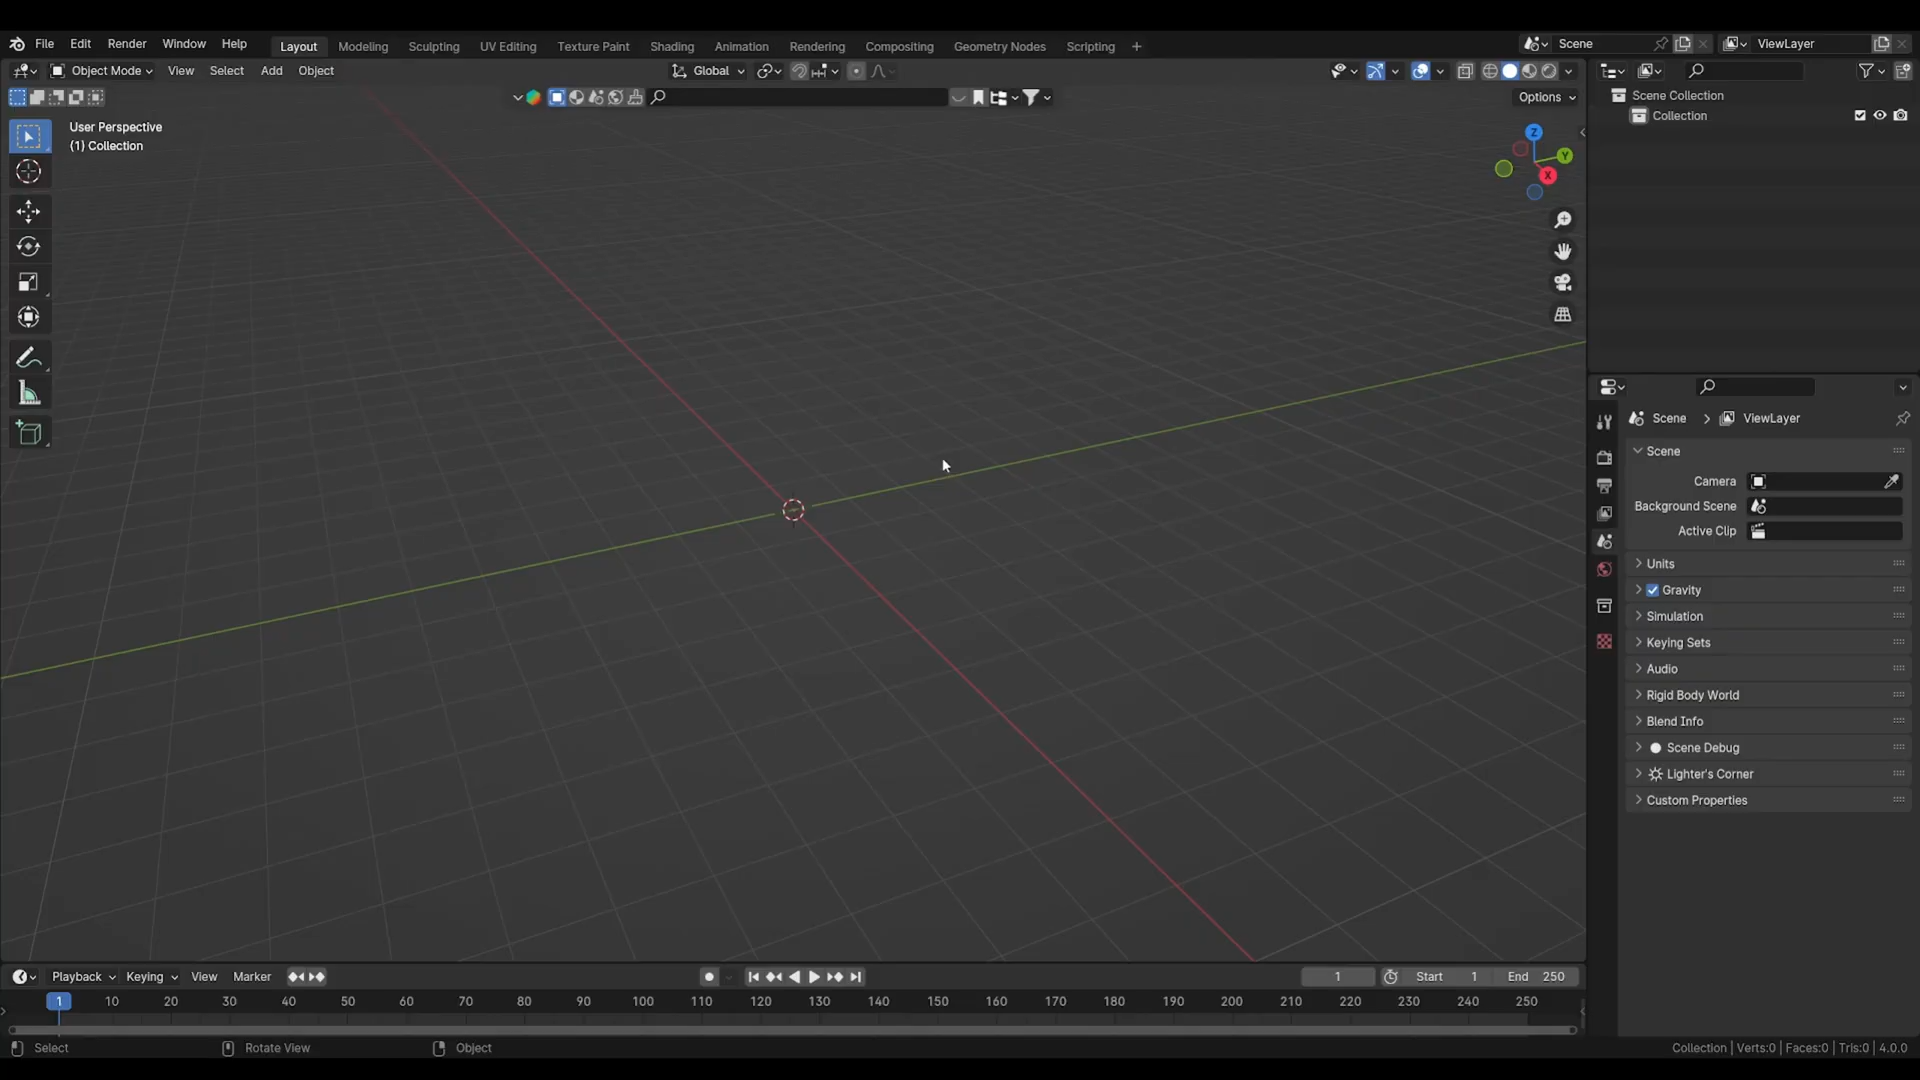 File Edit Render Window Help Layout Modeling Sculpting UV Editing Texture Paint Shading Animation Rendering Compositing Geometry Nodes Scripting + Scene ViewLayer
Object Mode View Select Add Object Global
Options
User Perspective
(1) Collection
Z
Y
X
Scene Collection
Collection
Scene > ViewLayer
Scene
Camera
Background Scene
Active Clip
Units
Gravity
Simulation
Keying Sets
Audio
Rigid Body World
Blend Info
Scene Debug
Lighter's Corner
Custom Properties
Playback Keying View Marker 1 Start 1 End 250
1 10 20 30 40 50 60 70 80 90 100 110 120 130 140 150 160 170 180 190 200 210 220 230 240 250
Select Rotate View Object Collection | Verts:0 | Faces:0 | Tris:0 | 4.0.0